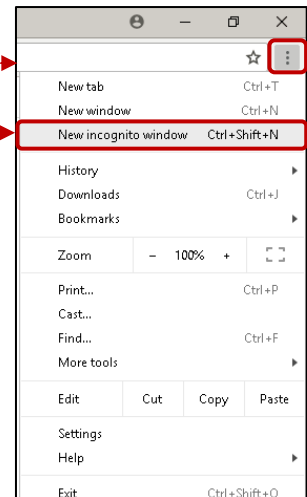 New tab Ctrl+T
New window Ctrl+N
New incognito window Ctrl+Shift+N
History
Downloads Ctrl+J
Bookmarks
Zoom - 100% +
Print... Ctrl+P
Cast...
Find... Ctrl+F
More tools
Edit Cut Copy Paste
Settings
Help
Exit Ctrl+Shift+Q